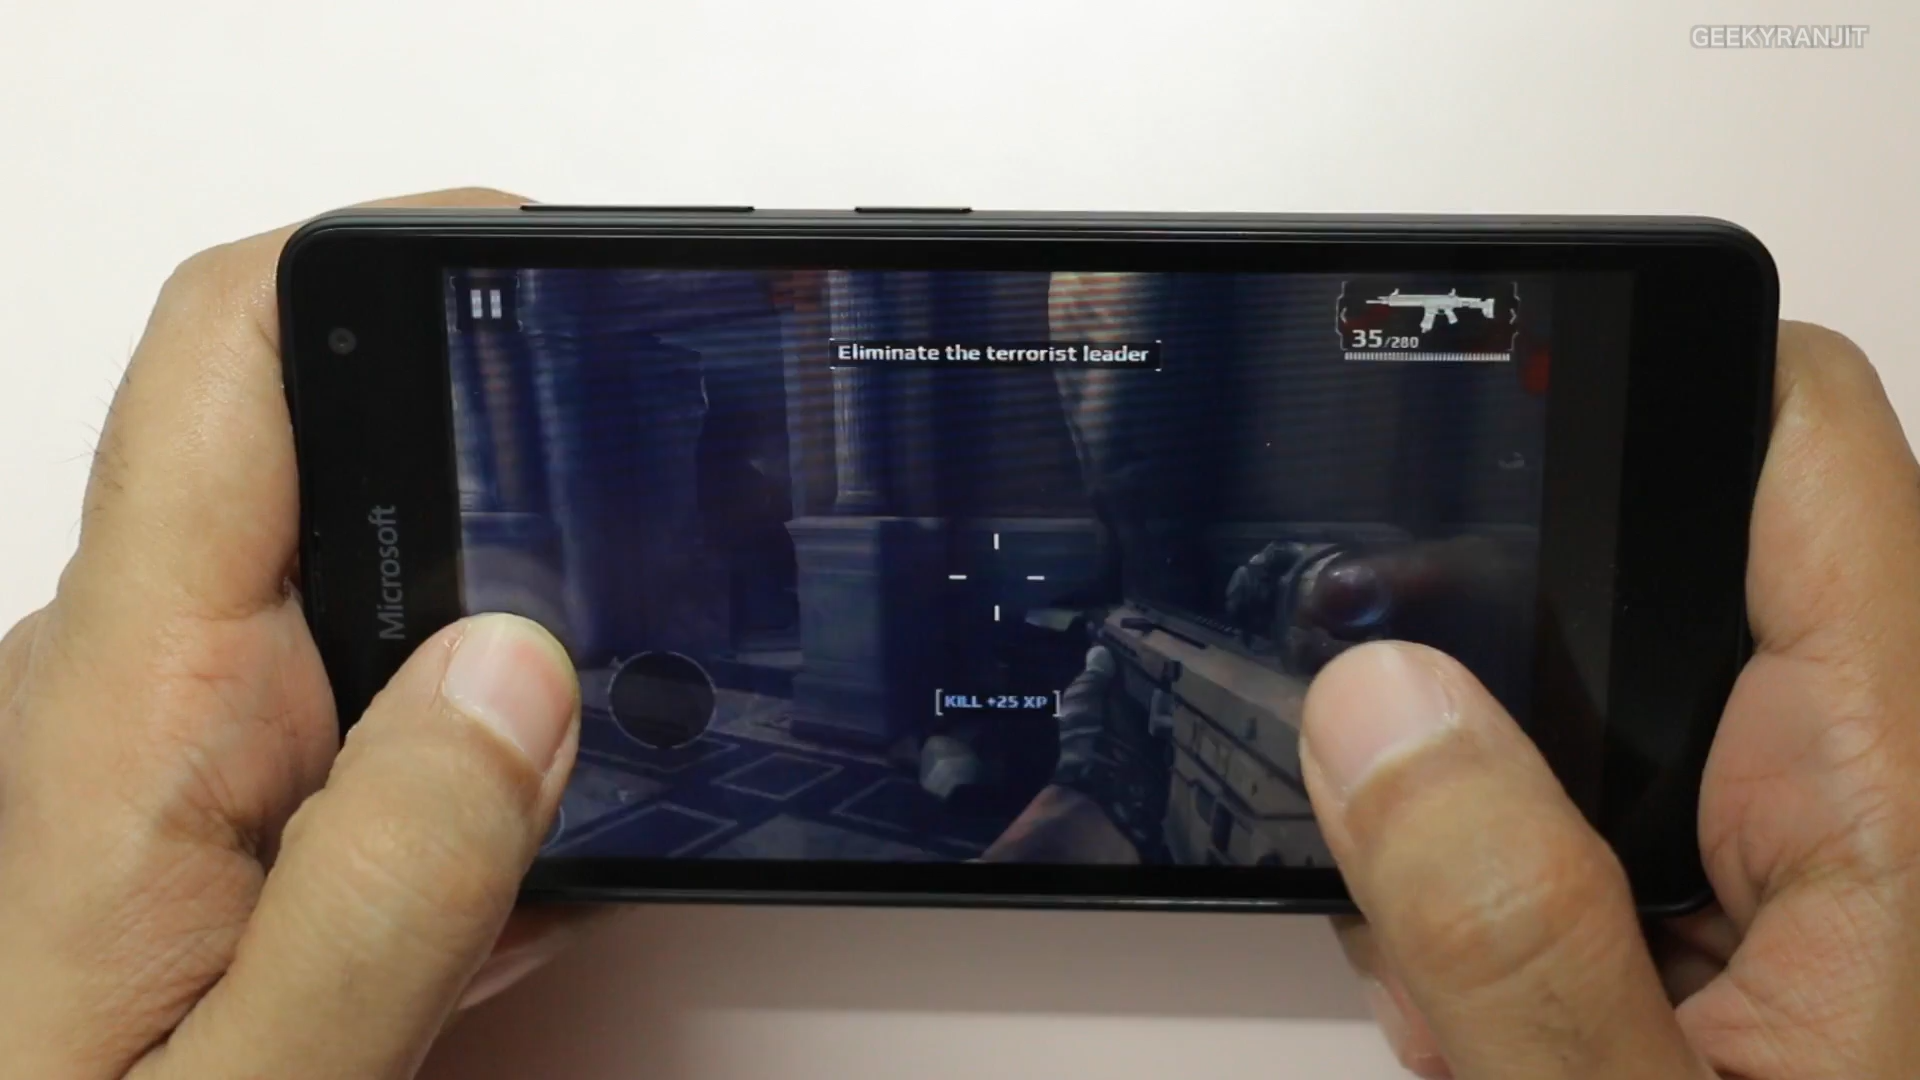 GEEKYRANJIT
Eliminate the terrorist leader
35/280
Microsoft
[KILL +25 XP]